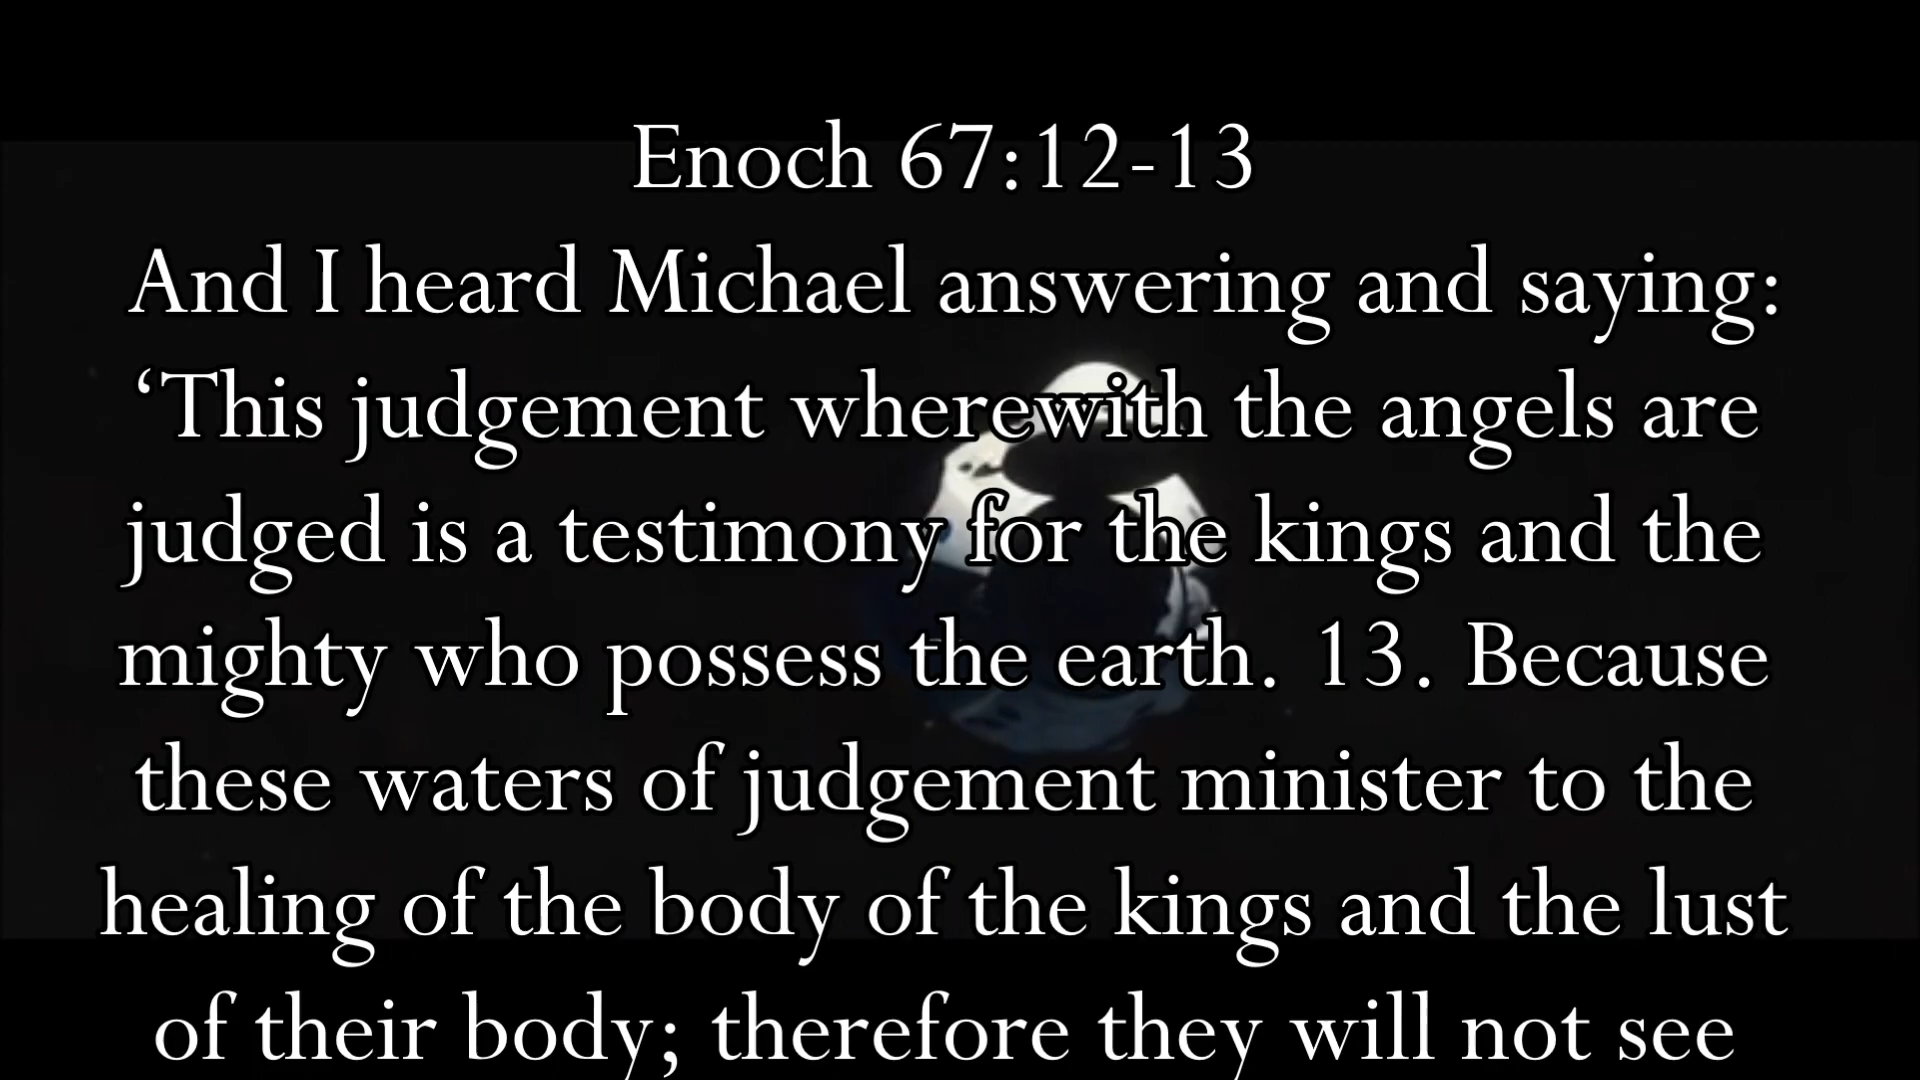 Enoch 67:12-13
And I heard Michael answering and saying:
‘This judgement wherewith the angels are
judged is a testimony for the kings and the
mighty who possess the earth. 13. Because
these waters of judgement minister to the
healing of the body of the kings and the lust
of their body; therefore they will not see